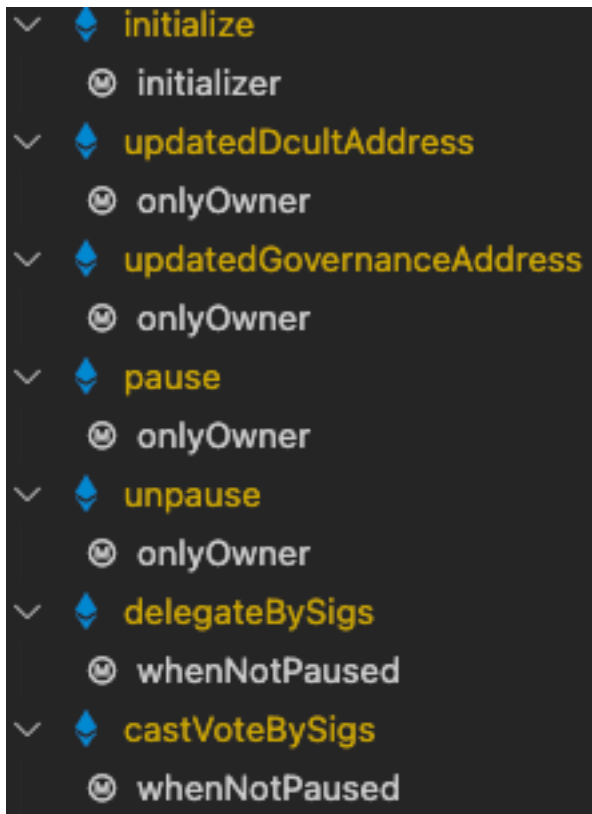 initialize
initializer
updatedDcultAddress
onlyOwner
updatedGovernanceAddress
onlyOwner
pause
onlyOwner
unpause
onlyOwner
delegateBySigs
whenNotPaused
castVoteBySigs
whenNotPaused